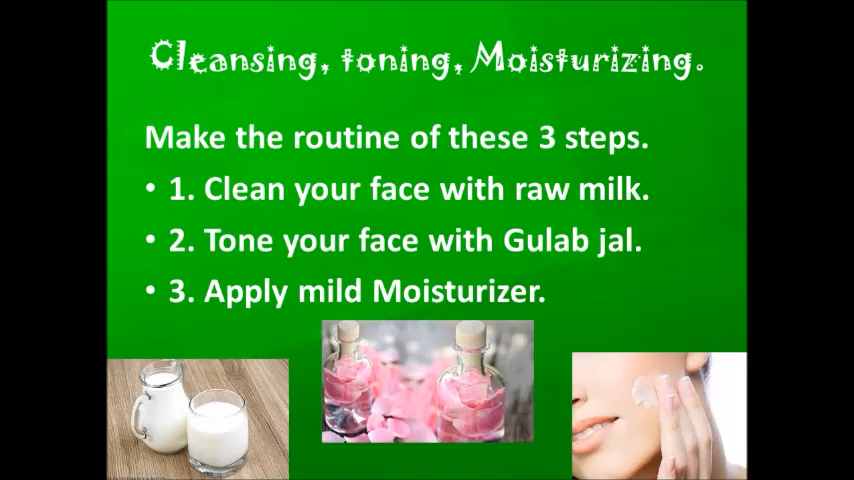 Cleansing, toning, Moisturizing.
Make the routine of these 3 steps.
• 1. Clean your face with raw milk.
• 2. Tone your face with Gulab jal.
• 3. Apply mild Moisturizer.